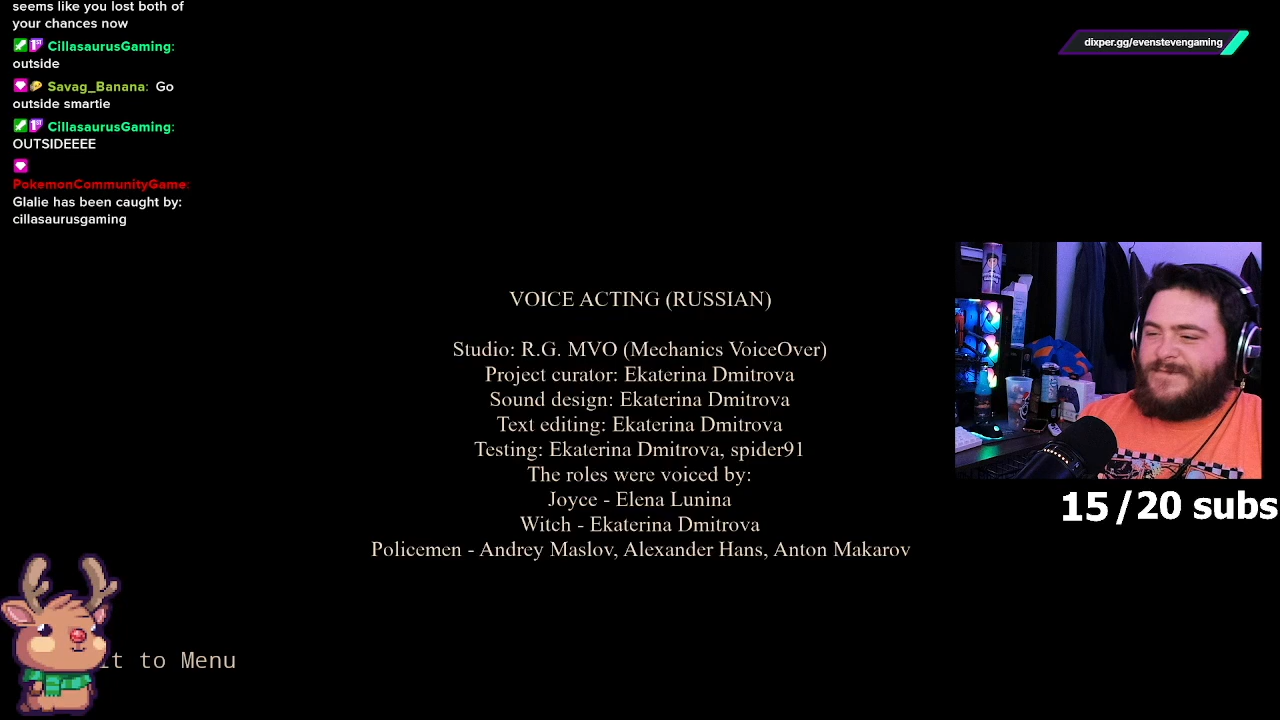 seems like you lost both of
your chances now
CillasaurusGaming:
outside
Savag_Banana: Go
outside smartie
CillasaurusGaming:
OUTSIDEEEE
PokemonCommunityGame:
Glalie has been caught by:
cillasaurusgaming
dixper.gg/evenstevengaming
VOICE ACTING (RUSSIAN)
Studio: R.G. MVO (Mechanics VoiceOver)
Project curator: Ekaterina Dmitrova
Sound design: Ekaterina Dmitrova
Text editing: Ekaterina Dmitrova
Testing: Ekaterina Dmitrova, spider91
The roles were voiced by:
Joyce - Elena Lunina
Witch - Ekaterina Dmitrova
Policemen - Andrey Maslov, Alexander Hans, Anton Makarov
15/20 subs
to Menu